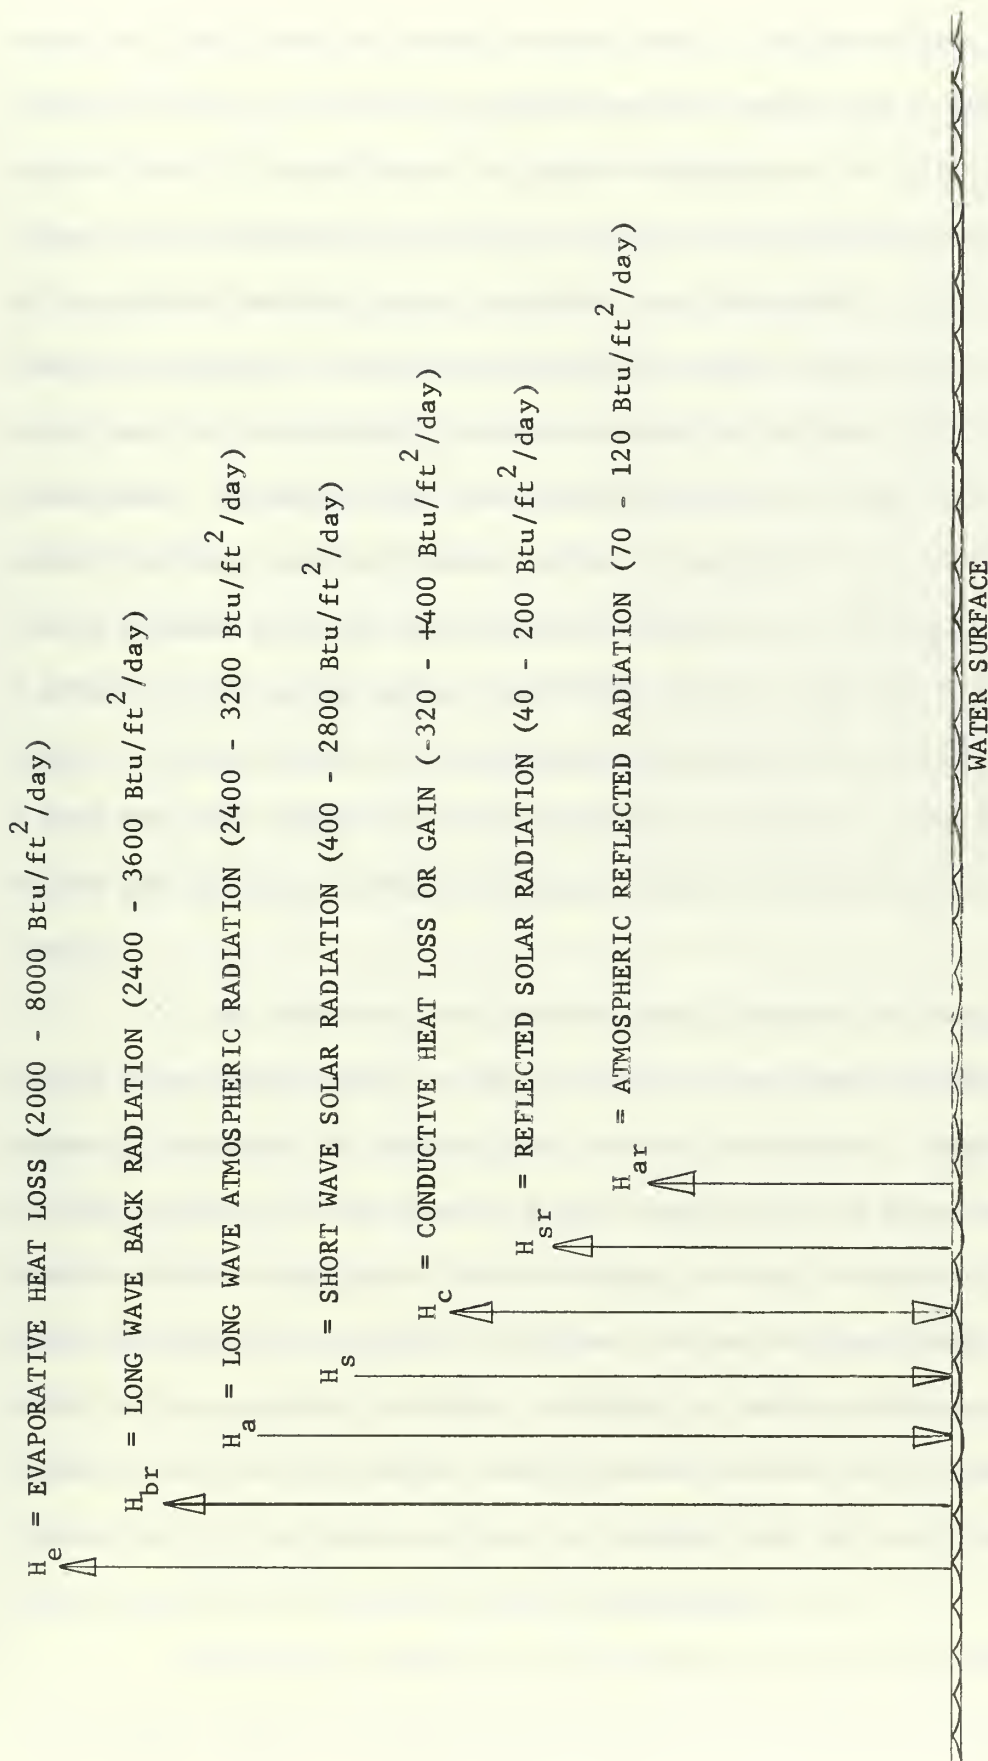 H_e = EVAPORATIVE HEAT LOSS (2000 - 8000 Btu/ft²/day)
H_br = LONG WAVE BACK RADIATION (2400 - 3600 Btu/ft²/day)
H_a = LONG WAVE ATMOSPHERIC RADIATION (2400 - 3200 Btu/ft²/day)
H_s = SHORT WAVE SOLAR RADIATION (400 - 2800 Btu/ft²/day)
H_c = CONDUCTIVE HEAT LOSS OR GAIN (-320 - +400 Btu/ft²/day)
H_sr = REFLECTED SOLAR RADIATION (40 - 200 Btu/ft²/day)
H_ar = ATMOSPHERIC REFLECTED RADIATION (70 - 120 Btu/ft²/day)
WATER SURFACE